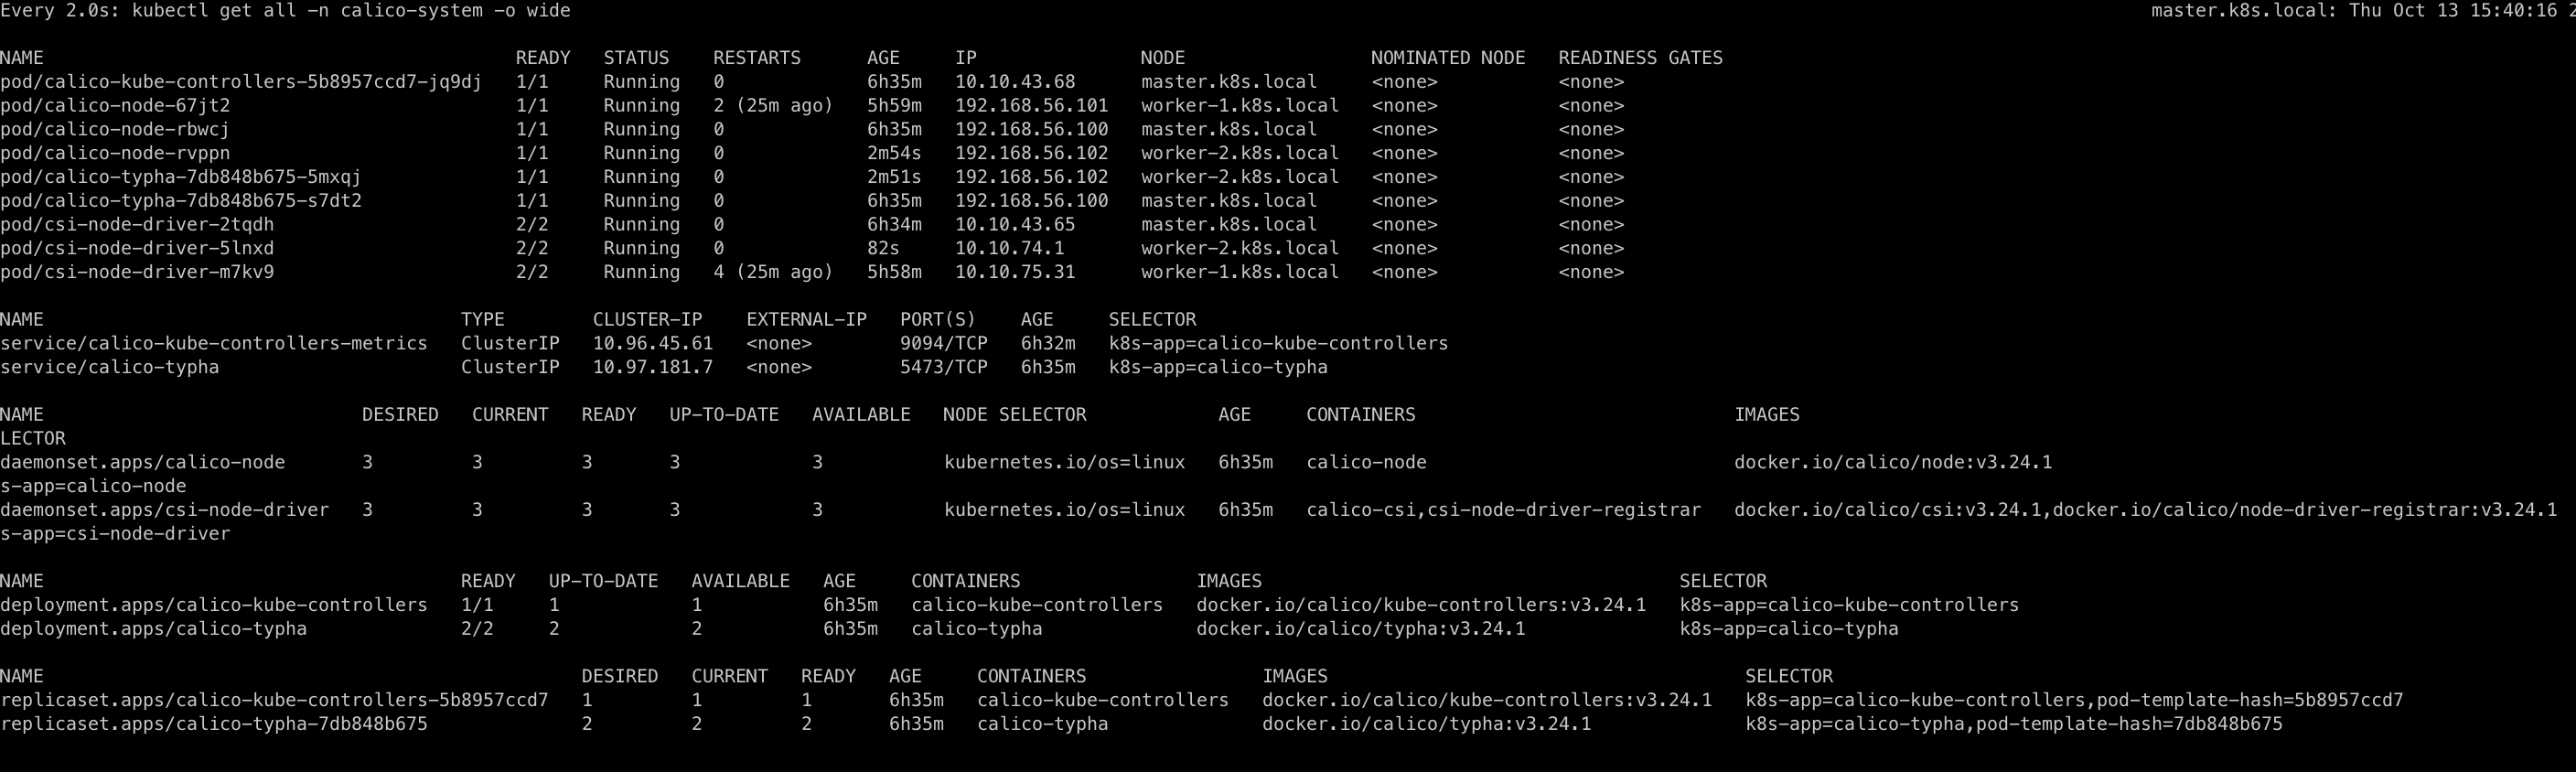 Every 2.0s: kubectl get all -n calico-system -o wide master.k8s.local: Thu Oct 13 15:40:16 2
NAME READY STATUS RESTARTS AGE IP NODE NOMINATED NODE READINESS GATES
pod/calico-kube-controllers-5b8957ccd7-jq9dj 1/1 Running 0 6h35m 10.10.43.68 master.k8s.local <none> <none>
pod/calico-node-67jt2 1/1 Running 2 (25m ago) 5h59m 192.168.56.101 worker-1.k8s.local <none> <none>
pod/calico-node-rbwcj 1/1 Running 0 6h35m 192.168.56.100 master.k8s.local <none> <none>
pod/calico-node-rvppn 1/1 Running 0 2m54s 192.168.56.102 worker-2.k8s.local <none> <none>
pod/calico-typha-7db848b675-5mxqj 1/1 Running 0 2m51s 192.168.56.102 worker-2.k8s.local <none> <none>
pod/calico-typha-7db848b675-s7dt2 1/1 Running 0 6h35m 192.168.56.100 master.k8s.local <none> <none>
pod/csi-node-driver-2tqdh 2/2 Running 0 6h34m 10.10.43.65 master.k8s.local <none> <none>
pod/csi-node-driver-5lnxd 2/2 Running 0 82s 10.10.74.1 worker-2.k8s.local <none> <none>
pod/csi-node-driver-m7kv9 2/2 Running 4 (25m ago) 5h58m 10.10.75.31 worker-1.k8s.local <none> <none>
NAME TYPE CLUSTER-IP EXTERNAL-IP PORT(S) AGE SELECTOR
service/calico-kube-controllers-metrics ClusterIP 10.96.45.61 <none> 9094/TCP 6h32m k8s-app=calico-kube-controllers
service/calico-typha ClusterIP 10.97.181.7 <none> 5473/TCP 6h35m k8s-app=calico-typha
NAME DESIRED CURRENT READY UP-TO-DATE AVAILABLE NODE SELECTOR AGE CONTAINERS IMAGES
LECTOR
daemonset.apps/calico-node 3 3 3 3 3 kubernetes.io/os=linux 6h35m calico-node docker.io/calico/node:v3.24.1
s-app=calico-node
daemonset.apps/csi-node-driver 3 3 3 3 3 kubernetes.io/os=linux 6h35m calico-csi,csi-node-driver-registrar docker.io/calico/csi:v3.24.1,docker.io/calico/node-driver-registrar:v3.24.1
s-app=csi-node-driver
NAME READY UP-TO-DATE AVAILABLE AGE CONTAINERS IMAGES SELECTOR
deployment.apps/calico-kube-controllers 1/1 1 1 6h35m calico-kube-controllers docker.io/calico/kube-controllers:v3.24.1 k8s-app=calico-kube-controllers
deployment.apps/calico-typha 2/2 2 2 6h35m calico-typha docker.io/calico/typha:v3.24.1 k8s-app=calico-typha
NAME DESIRED CURRENT READY AGE CONTAINERS IMAGES SELECTOR
replicaset.apps/calico-kube-controllers-5b8957ccd7 1 1 1 6h35m calico-kube-controllers docker.io/calico/kube-controllers:v3.24.1 k8s-app=calico-kube-controllers,pod-template-hash=5b8957ccd7
replicaset.apps/calico-typha-7db848b675 2 2 2 6h35m calico-typha docker.io/calico/typha:v3.24.1 k8s-app=calico-typha,pod-template-hash=7db848b675